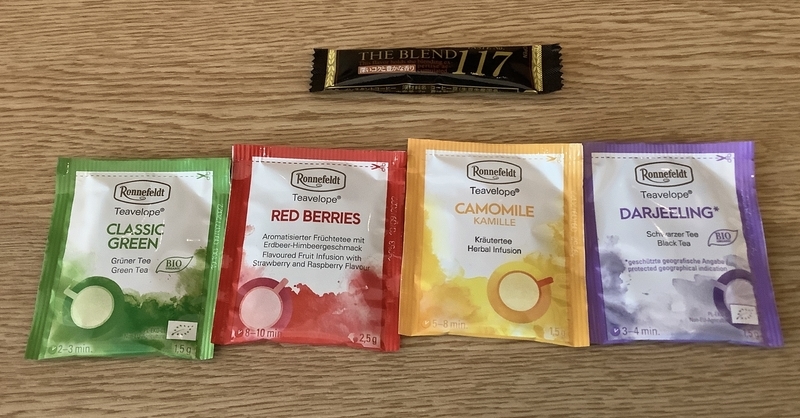 THE BLEND
117
深いコクと豊かな香り
Ronnefeldt
Teavelope®
CLASSIC
GREEN
Grüner Tee
Green Tea
BIO
2–3 min.
1,5 g
Ronnefeldt
Teavelope®
RED BERRIES
Aromatisierter Früchtetee mit
Erdbeer-Himbeergeschmack
Flavoured Fruit Infusion with
Strawberry and Raspberry Flavour
8–10 min.
2,5 g
Ronnefeldt
Teavelope®
CAMOMILE
KAMILLE
Kräutertee
Herbal Infusion
5–8 min.
1,5
Ronnefeldt
Teavelope®
DARJEELING*
Schwarzer Tee
Black Tea
BIO
*geschützte geografische Angabe
protected geographical indication
3–4 min.
1,5 g